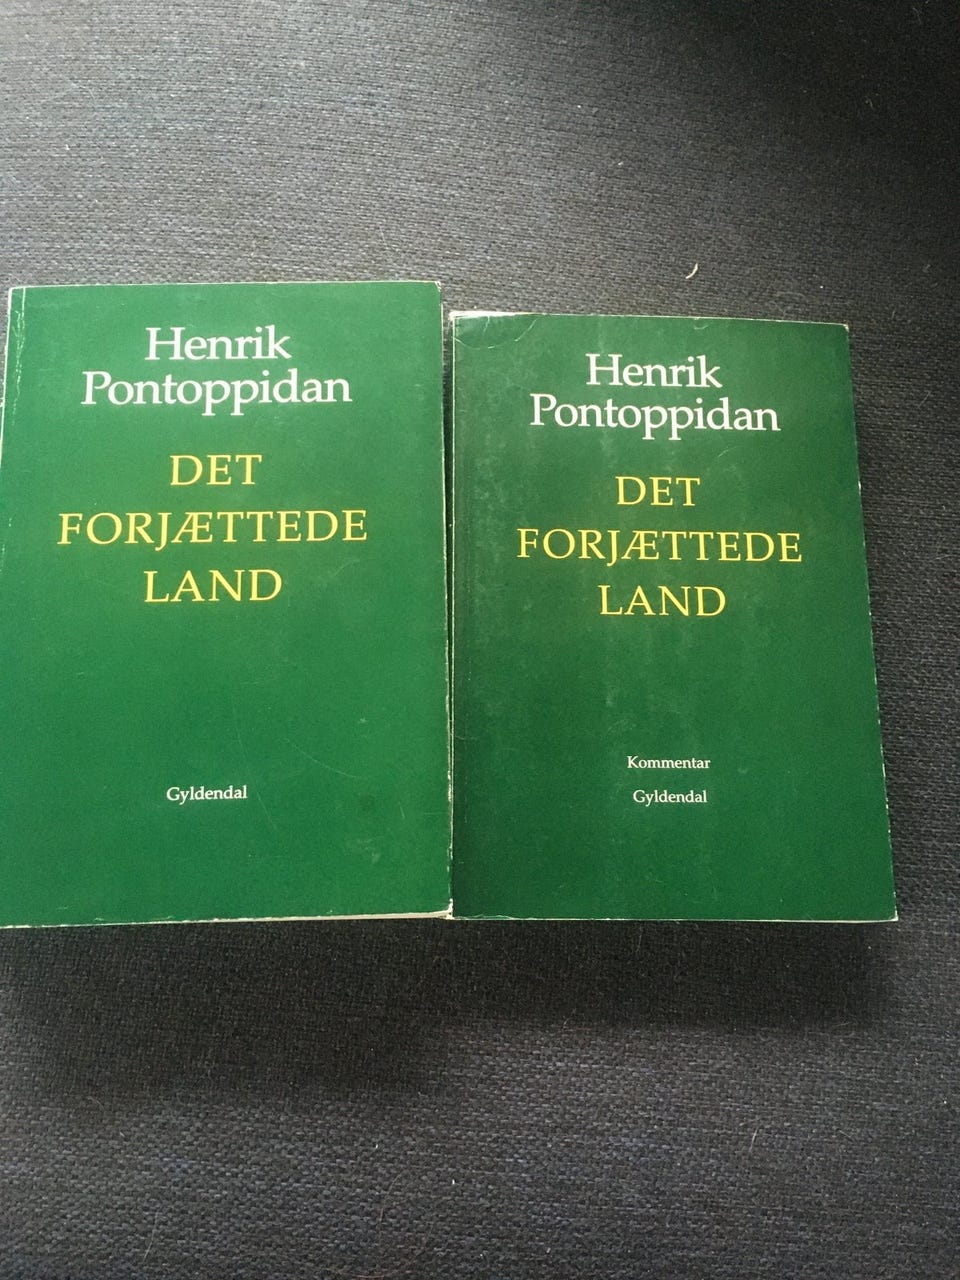 Henrik
Pontoppidan
DET
FORJÆTTEDE
LAND
Gyldendal
Henrik
Pontoppidan
DET
FORJÆTTEDE
LAND
Kommentar
Gyldendal